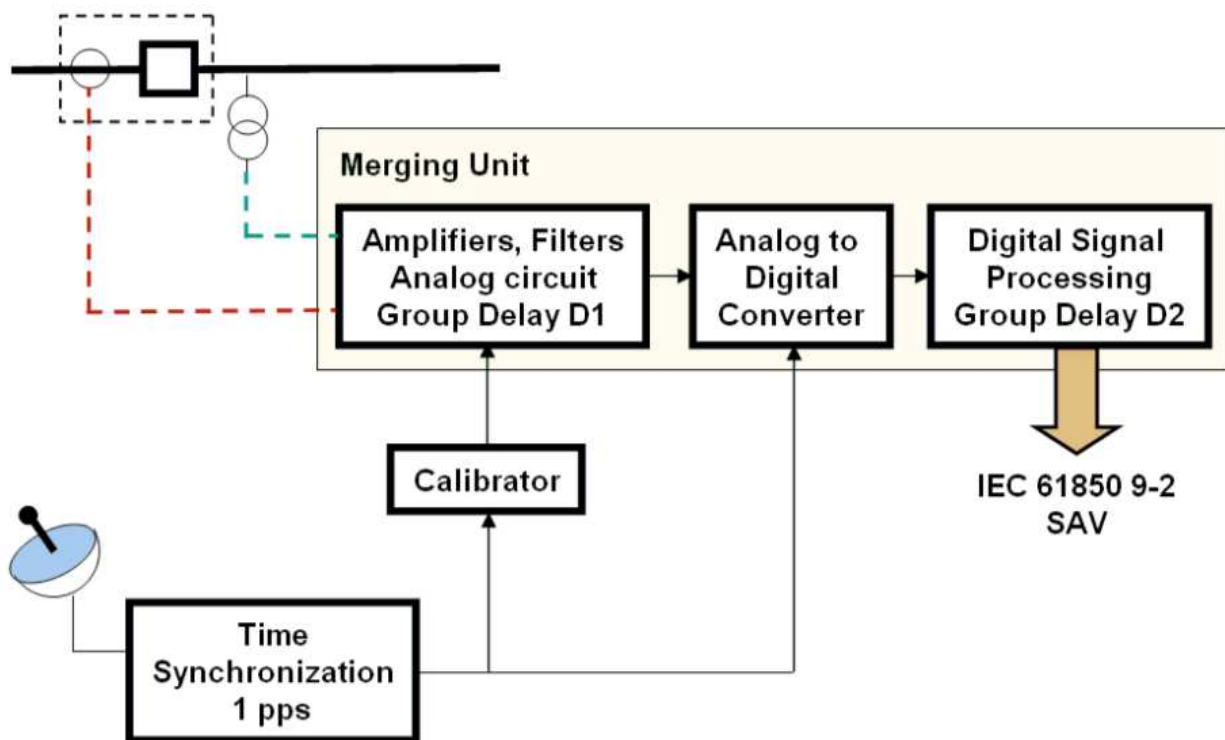 Merging Unit
Amplifiers, Filters
Analog circuit
Group Delay D1
Analog to
Digital
Converter
Digital Signal
Processing
Group Delay D2
Calibrator
IEC 61850 9-2
SAV
Time
Synchronization
1 pps